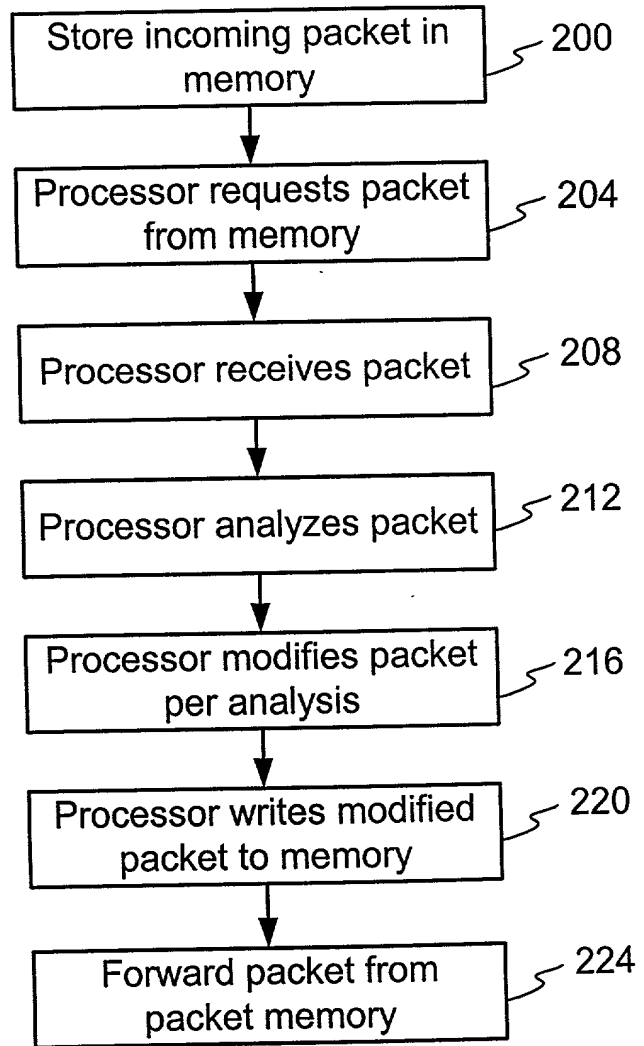 Store incoming packet in
memory
200
Processor requests packet
from memory
204
Processor receives packet
208
Processor analyzes packet
212
Processor modifies packet
per analysis
216
Processor writes modified
packet to memory
220
Forward packet from
packet memory
224